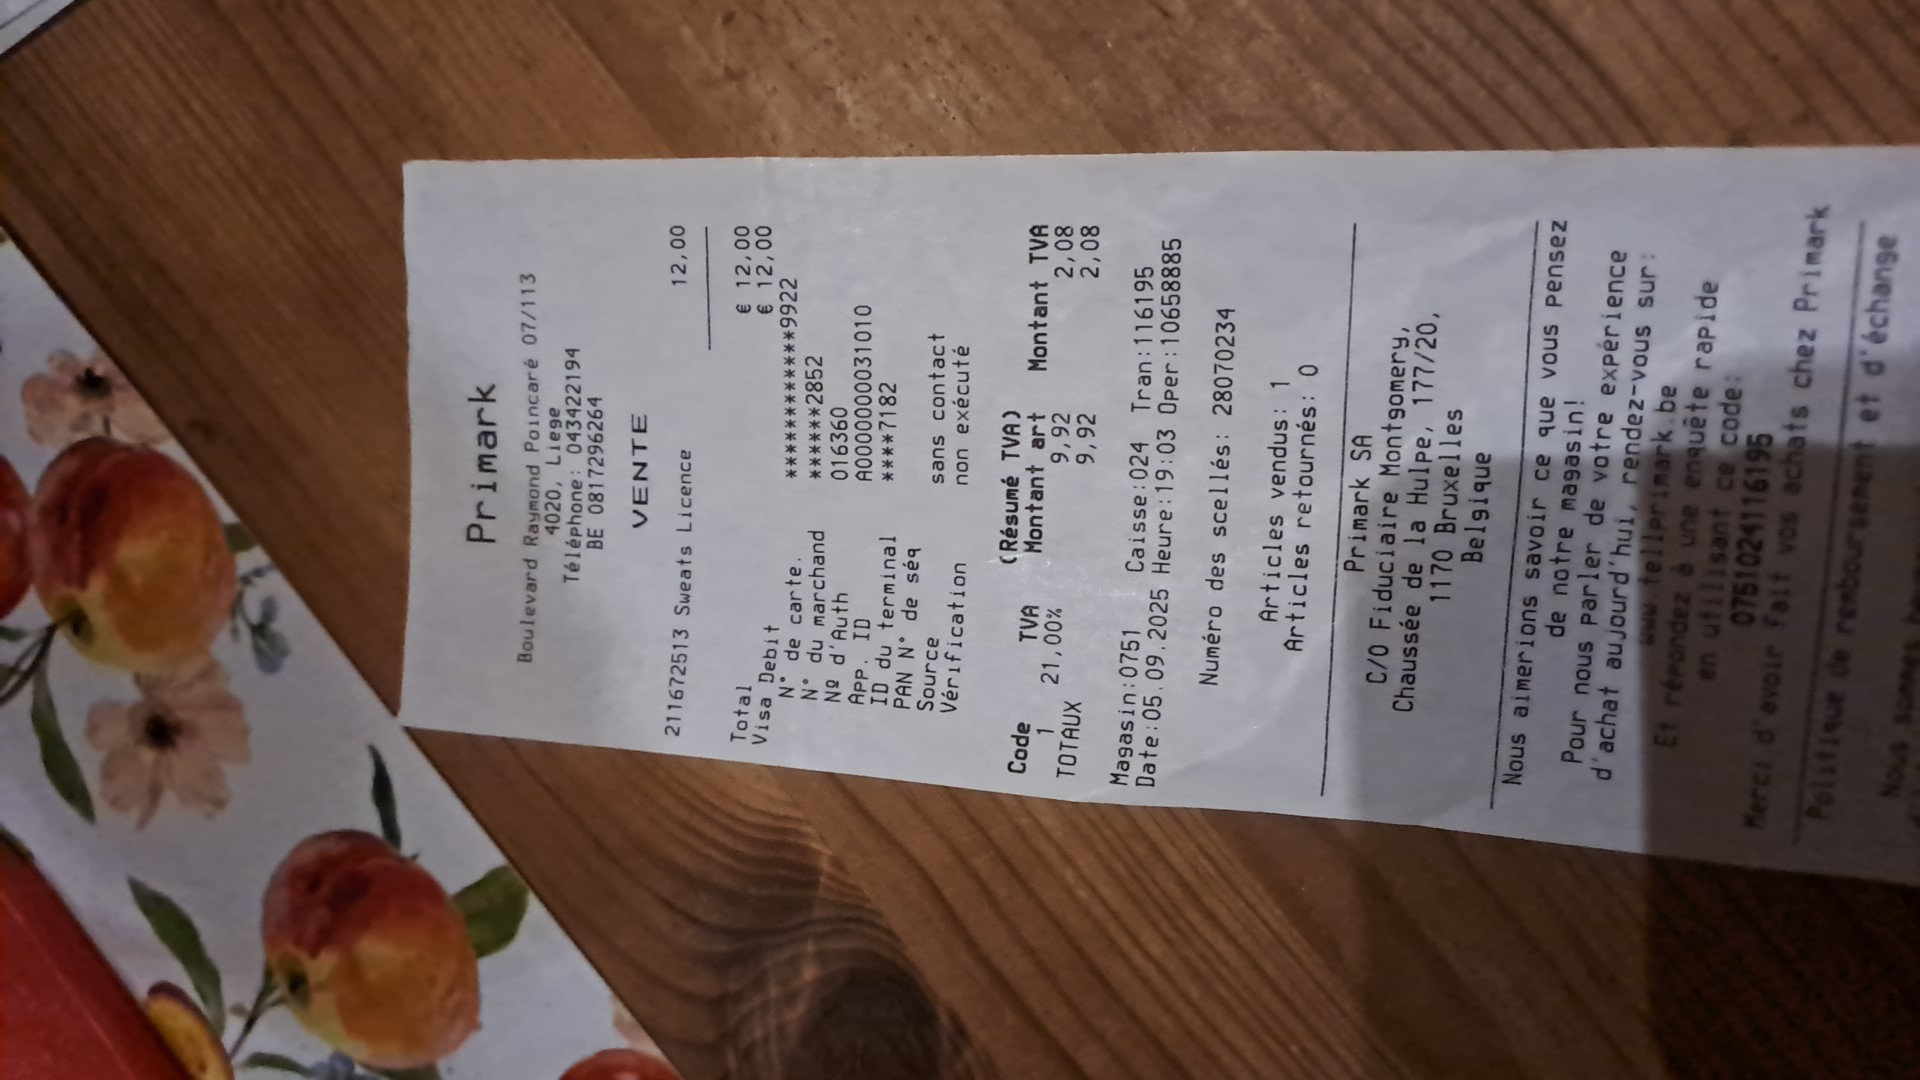 Primark
Boulevard Raymond Poincaré 07/113
4020, Liege
Téléphone: 043422194
BE 0817296264
VENTE
211672513 Sweats Licence 12,00
Total € 12,00
Visa Debit € 12,00
N° de carte. ************9922
N° du marchand ******2852
Nº d'Auth 016360
App. ID A0000000031010
ID du terminal ****7182
PAN N° de séq
Source sans contact
Vérification non exécuté
(Résumé TVA)
Code TVA Montant art Montant TVA
1 21,00% 9,92 2,08
TOTAUX 9,92 2,08
Magasin:0751 Caisse:024 Tran:116195
Date:05.09.2025 Heure:19:03 Oper:10658885
Numéro des scellés: 28070234
Articles vendus: 1
Articles retournés: 0
Primark SA
C/O Fiduciaire Montgomery,
Chaussée de la Hulpe, 177/20,
1170 Bruxelles
Belgique
Nous aimerions savoir ce que vous pensez
de notre magasin!
Pour nous parler de votre expérience
d'achat aujourd'hui, rendez-vous sur:
www.tellprimark.be
Et répondez à une enquête rapide
en utilisant ce code:
0751024116195
Merci d'avoir fait vos achats chez Primark
Politique de remboursement et d'échange
Nous sommes